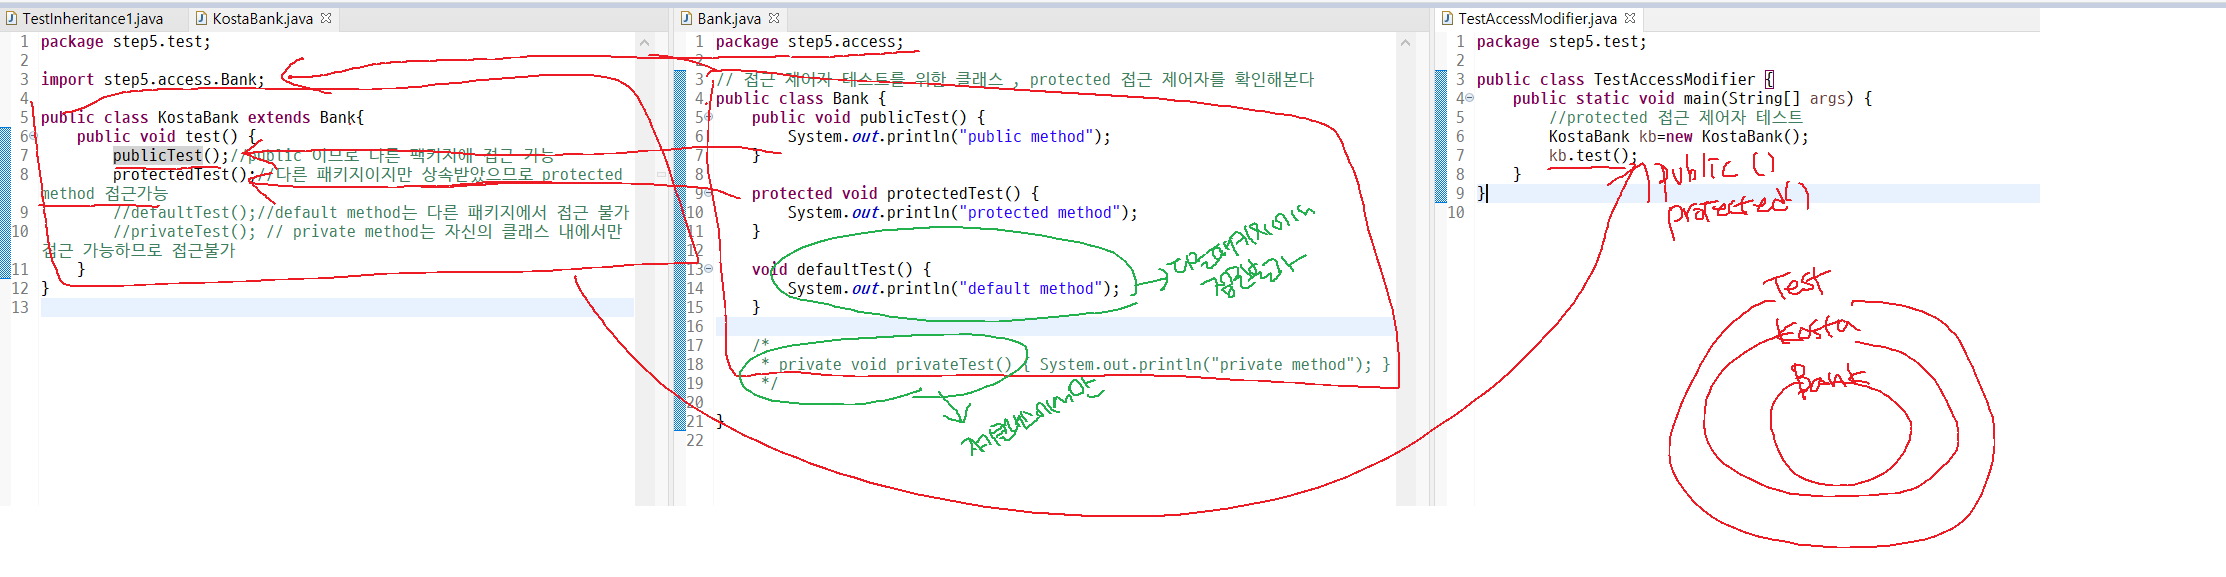 TestInheritance1.java
KostaBank.java
1 package step5.test;
2
3 import step5.access.Bank;
4
5 public class KostaBank extends Bank{
6 public void test() {
7 publicTest();//public 이므로 다른 팩키지에 접근 가능
8 protectedTest();//다른 패키지이지만 상속받았으므로 protected
method 접근가능
9 //defaultTest();//default method는 다른 패키지에서 접근 불가
10 //privateTest(); // private method는 자신의 클래스 내에서만
접근 가능하므로 접근불가
11 }
12 }
13
Bank.java
1 package step5.access;
2
3 // 접근 제어자 테스트를 위한 클래스 , protected 접근 제어자를 확인해본다
4 public class Bank {
5 public void publicTest() {
6 System.out.println("public method");
7 }
8
9 protected void protectedTest() {
10 System.out.println("protected method");
11 }
12
13 void defaultTest() {
14 System.out.println("default method");
15 }
16
17 /*
18 * private void privateTest() { System.out.println("private method"); }
19 */
20
21 }
22
다른패키지이라
접근불가
TestAccessModifier.java
1 package step5.test;
2
3 public class TestAccessModifier {
4 public static void main(String[] args) {
5 //protected 접근 제어자 테스트
6 KostaBank kb=new KostaBank();
7 kb.test();
8 }
9 }
10
public()
protected()
Test
kosta
Bank